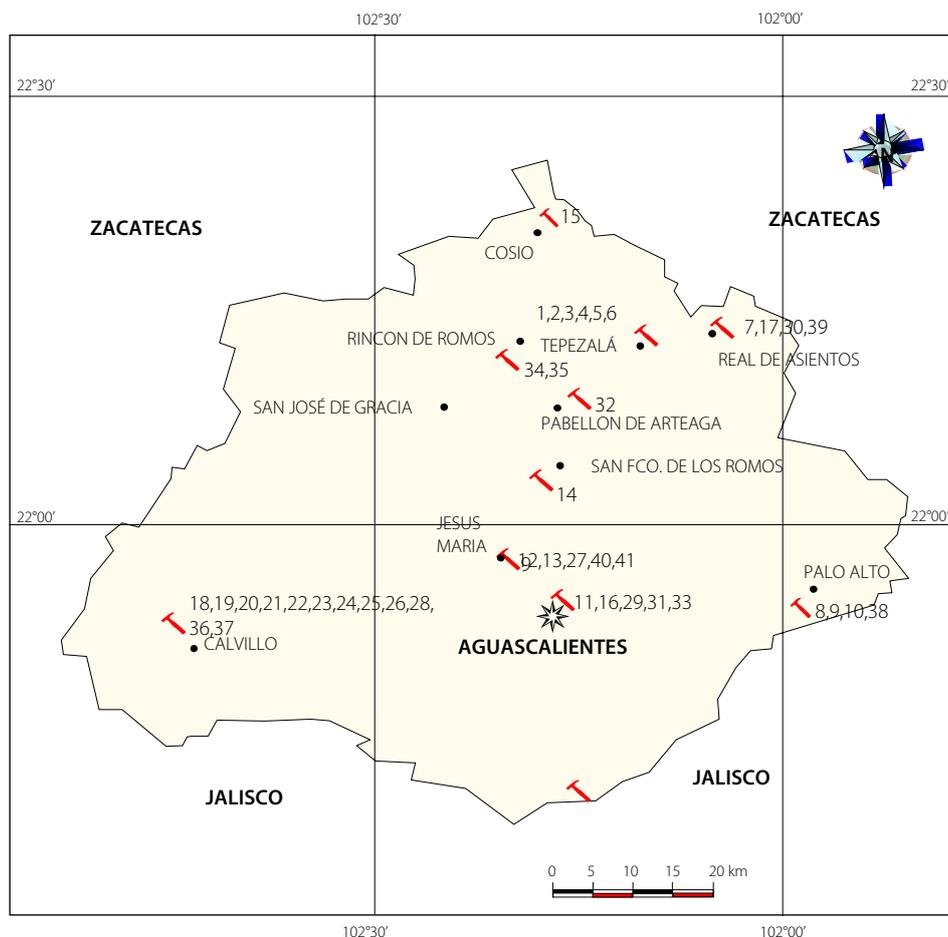 102°30’
102°00’
22°30’
22°30’
ZACATECAS
ZACATECAS
15
COSIO
1,2,3,4,5,6
7,17,30,39
RINCON DE ROMOS
TEPEZALÁ
REAL DE ASIENTOS
34,35
SAN JOSÉ DE GRACIA
32
PABELLON DE ARTEAGA
SAN FCO. DE LOS ROMOS
14
22°00’
22°00’
JESUS
MARIA
9
12,13,27,40,41
PALO ALTO
18,19,20,21,22,23,24,25,26,28,
36,37
11,16,29,31,33
8,9,10,38
CALVILLO
AGUASCALIENTES
JALISCO
JALISCO
0 5 10 15 20 km
102°30’
102°00’